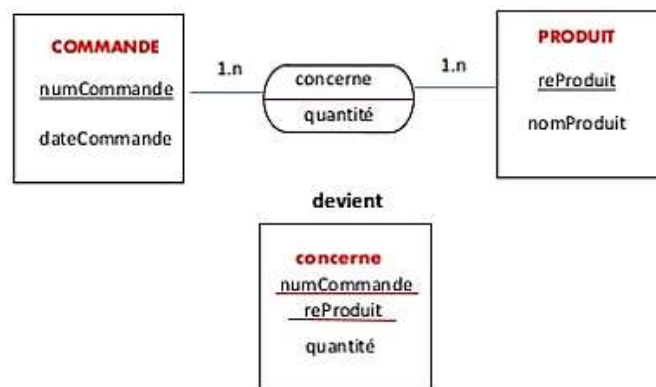 COMMANDE
numCommande
dateCommande
1.n
concerne
quantité
1.n
PRODUIT
reProduit
nomProduit
devient
concerne
numCommande
reProduit
quantité